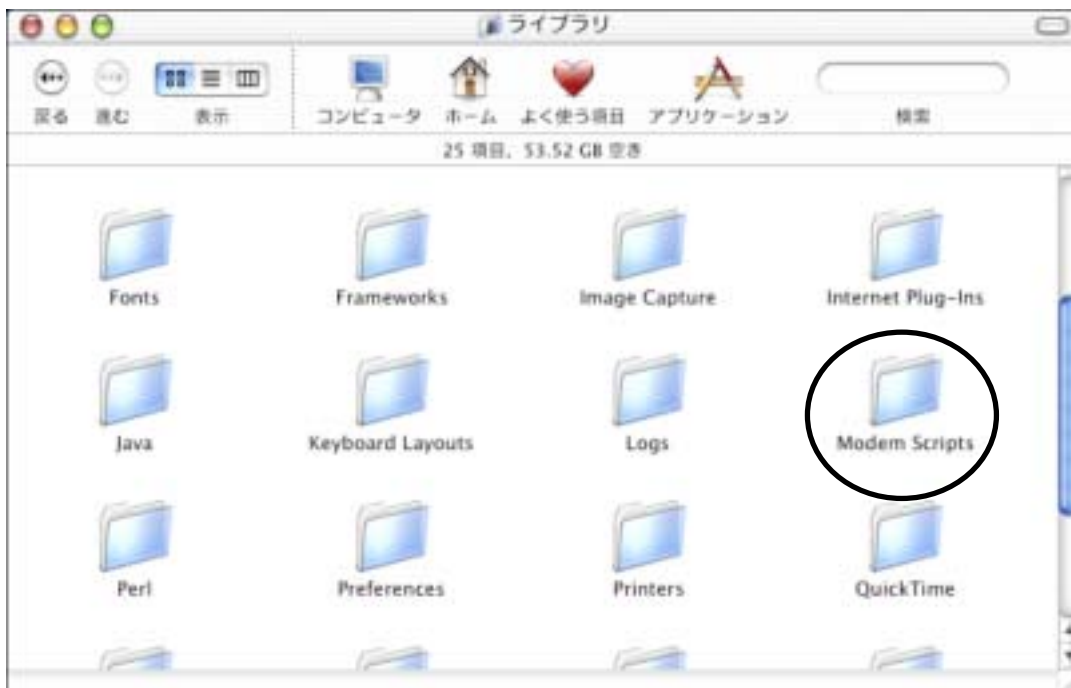 ライブラリ
戻る 進む 表示 コンピュータ ホーム よく使う項目 アプリケーション 検索
25 項目、53.52 GB 空き
Fonts Frameworks Image Capture Internet Plug-Ins
Java Keyboard Layouts Logs Modem Scripts
Perl Preferences Printers QuickTime